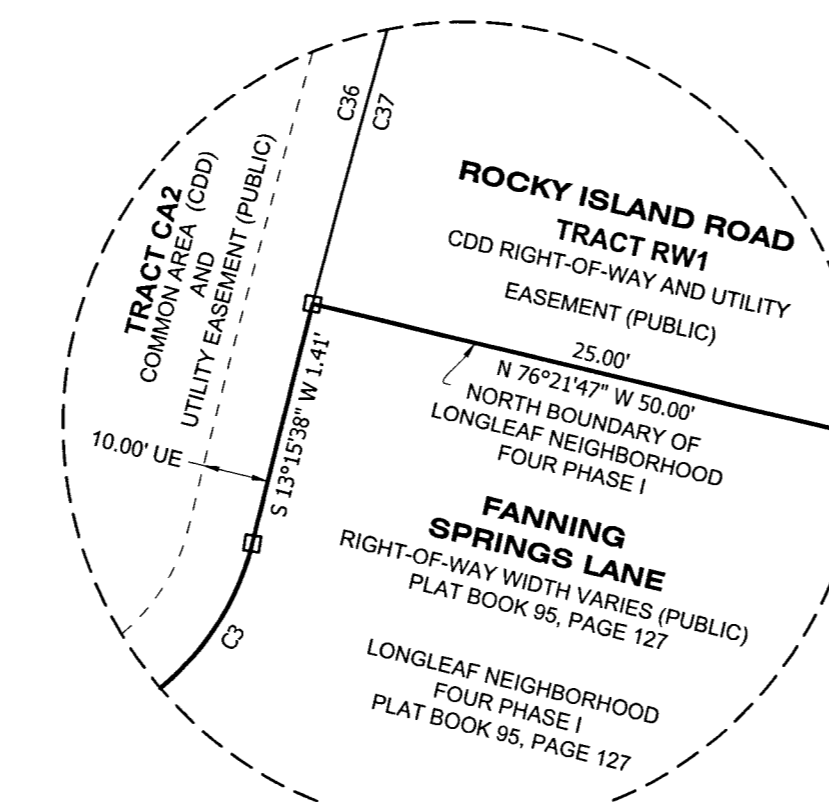 C36
C37
TRACT CA2
COMMON AREA (CDD)
AND
UTILITY EASEMENT (PUBLIC)
ROCKY ISLAND ROAD
TRACT RW1
CDD RIGHT-OF-WAY AND UTILITY
EASEMENT (PUBLIC)
25.00'
N 76°21'47" W 50.00'
NORTH BOUNDARY OF
LONGLEAF NEIGHBORHOOD
FOUR PHASE I
S 13°15'38" W 1.41'
10.00' UE
FANNING
SPRINGS LANE
RIGHT-OF-WAY WIDTH VARIES (PUBLIC)
PLAT BOOK 95, PAGE 127
C3
LONGLEAF NEIGHBORHOOD
FOUR PHASE I
PLAT BOOK 95, PAGE 127